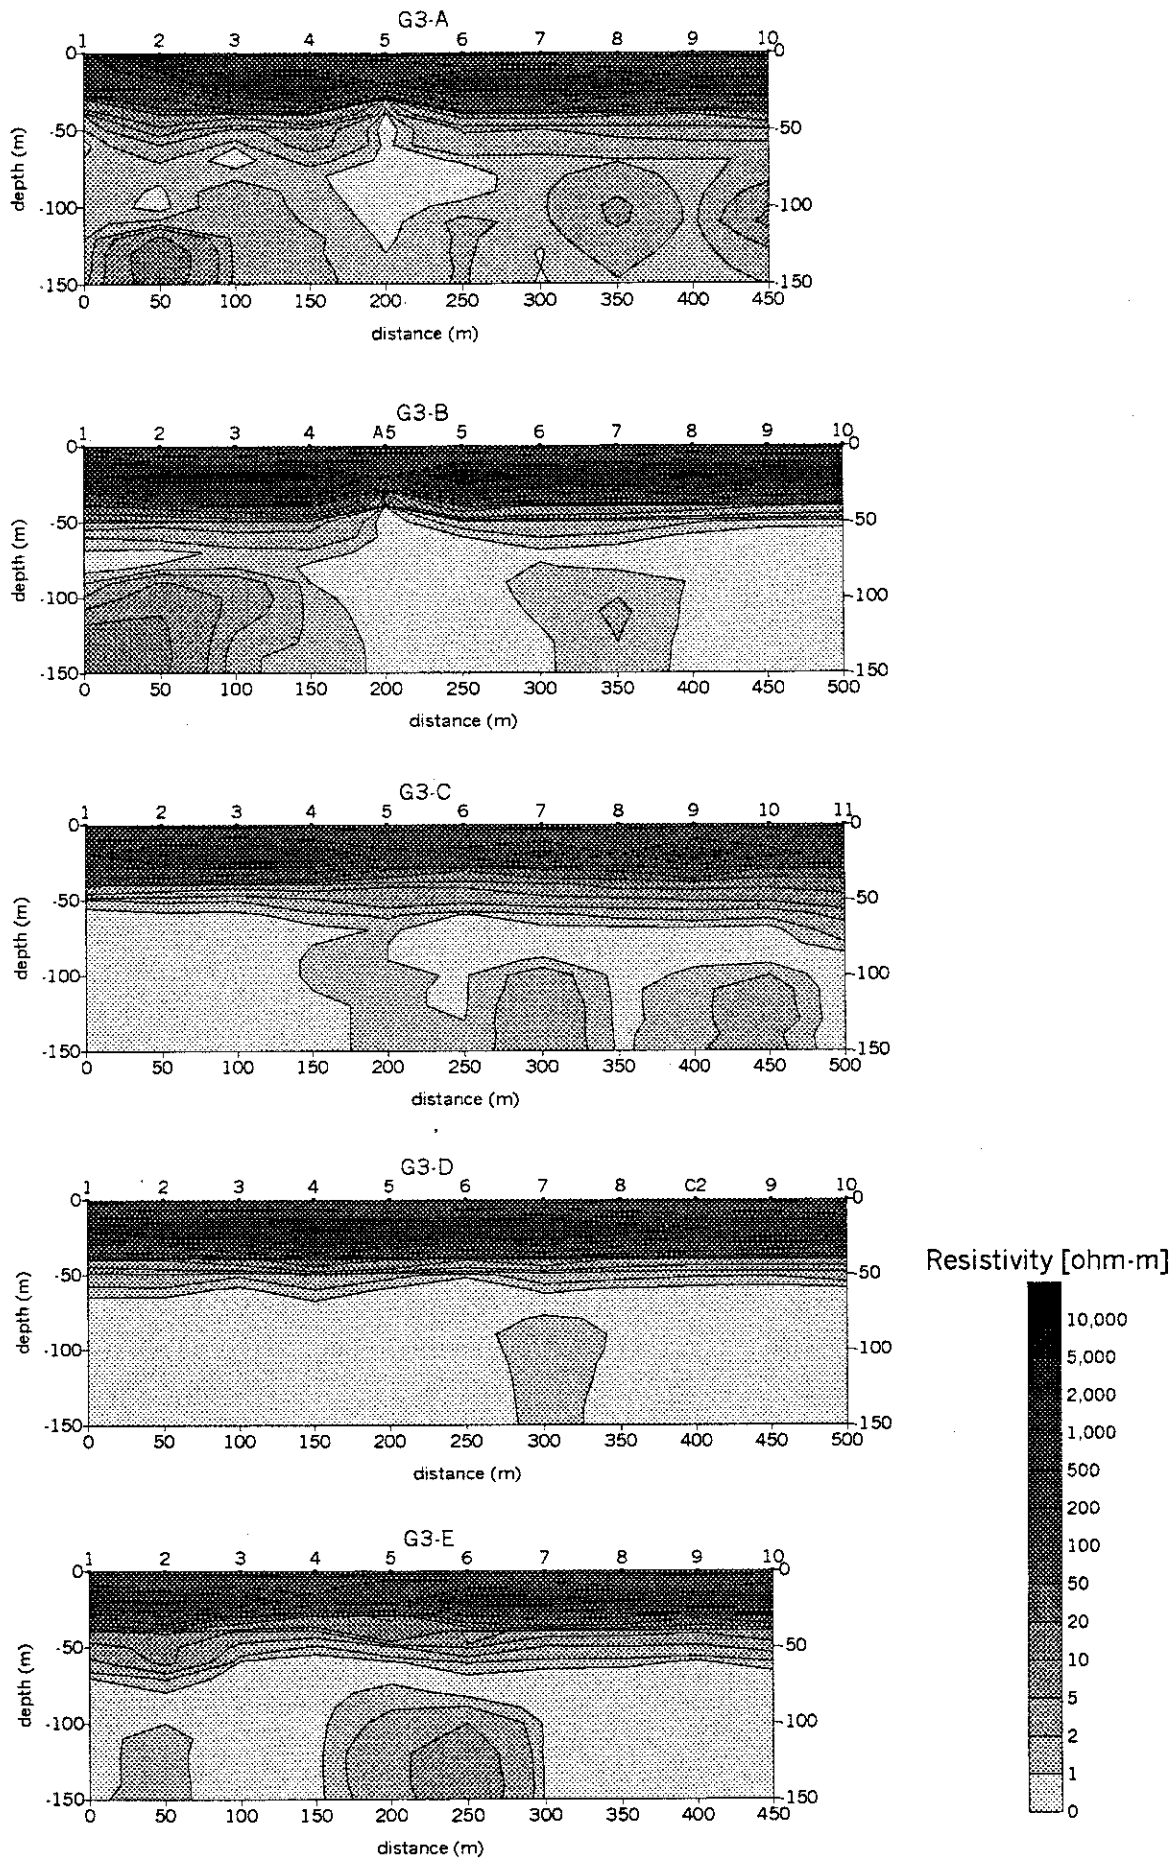 G3-A
1 2 3 4 5 6 7 8 9 10
0 0
-50 -50
-100 -100
-150 -150
0 50 100 150 200 250 300 350 400 450
depth (m)
distance (m)
G3-B
1 2 3 4 A5 5 6 7 8 9 10
0 0
-50 -50
-100 -100
-150 -150
0 50 100 150 200 250 300 350 400 450 500
depth (m)
distance (m)
G3-C
1 2 3 4 5 6 7 8 9 10 11
0 0
-50 -50
-100 -100
-150 -150
0 50 100 150 200 250 300 350 400 450 500
depth (m)
distance (m)
G3-D
1 2 3 4 5 6 7 8 C2 9 10
0 0
-50 -50
-100 -100
-150 -150
0 50 100 150 200 250 300 350 400 450 500
depth (m)
distance (m)
Resistivity [ohm-m]
10,000
5,000
2,000
1,000
500
200
100
50
20
10
5
2
1
0
G3-E
1 2 3 4 5 6 7 8 9 10
0 0
-50 -50
-100 -100
-150 -150
0 50 100 150 200 250 300 350 400 450
depth (m)
distance (m)